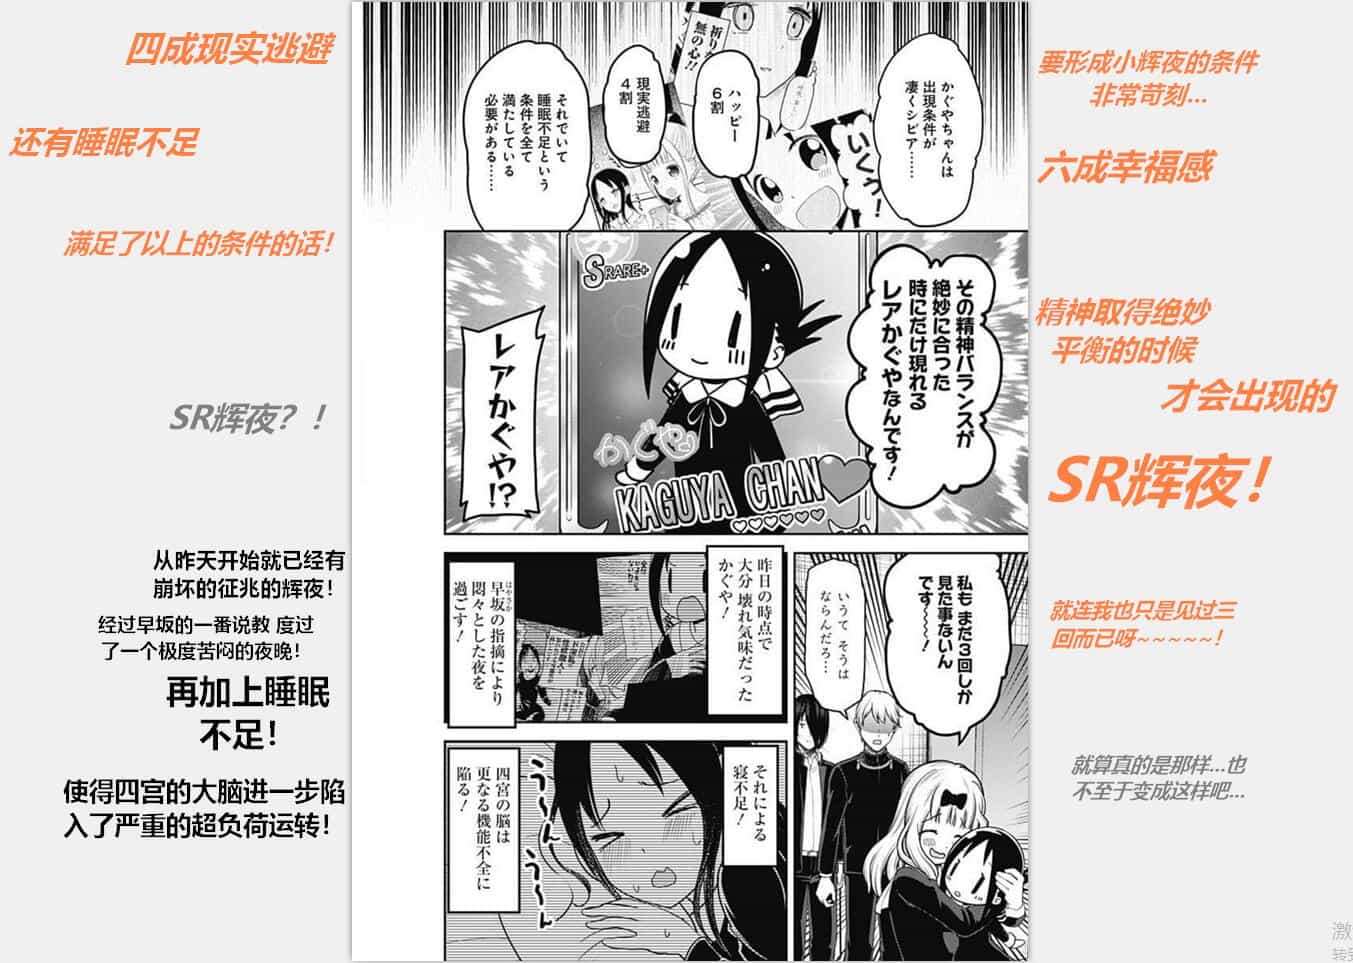 四成现实逃避
还有睡眠不足
满足了以上的条件的话！
SR辉夜？！
从昨天开始就已经有
崩坏的征兆的辉夜！
经过早坂的一番说教 度过
了一个极度苦闷的夜晚！
再加上睡眠
不足！
使得四宫的大脑进一步陷
入了严重的超负荷运转！
要形成小辉夜的条件
非常苛刻...
六成幸福感
精神取得绝妙
平衡的时候
才会出现的
SR辉夜！
就连我也只是见过三
回而已呀~~~~~！
就算真的是那样...也
不至于变成这样吧...
かぐやちゃんは
出現条件が
凄くシビア…
いくぅ！
祈りが
無の心!!
ハッピー
6割
現実逃避
4割
それでいて
睡眠不足という
条件を全て
満たしている
必要がある……
その精神バランスが
絶妙に合った
時にだけ現れる
レアかぐやなんです！
SRARE+
かぐや
KAGUYA CHAN
レアかぐや!?
私も まだ3回しか
見た事ないん
です～～～！
いうて そうは
ならんだろ…
昨日の時点で
大分 壊れ気味だった
かぐや！
早坂の指摘により
はやさか
悶々とした夜を
過ごす！
それによる
寝不足！
四宮の脳は
更なる機能不全に
陥る！
う～ん
う～ん
激
转到